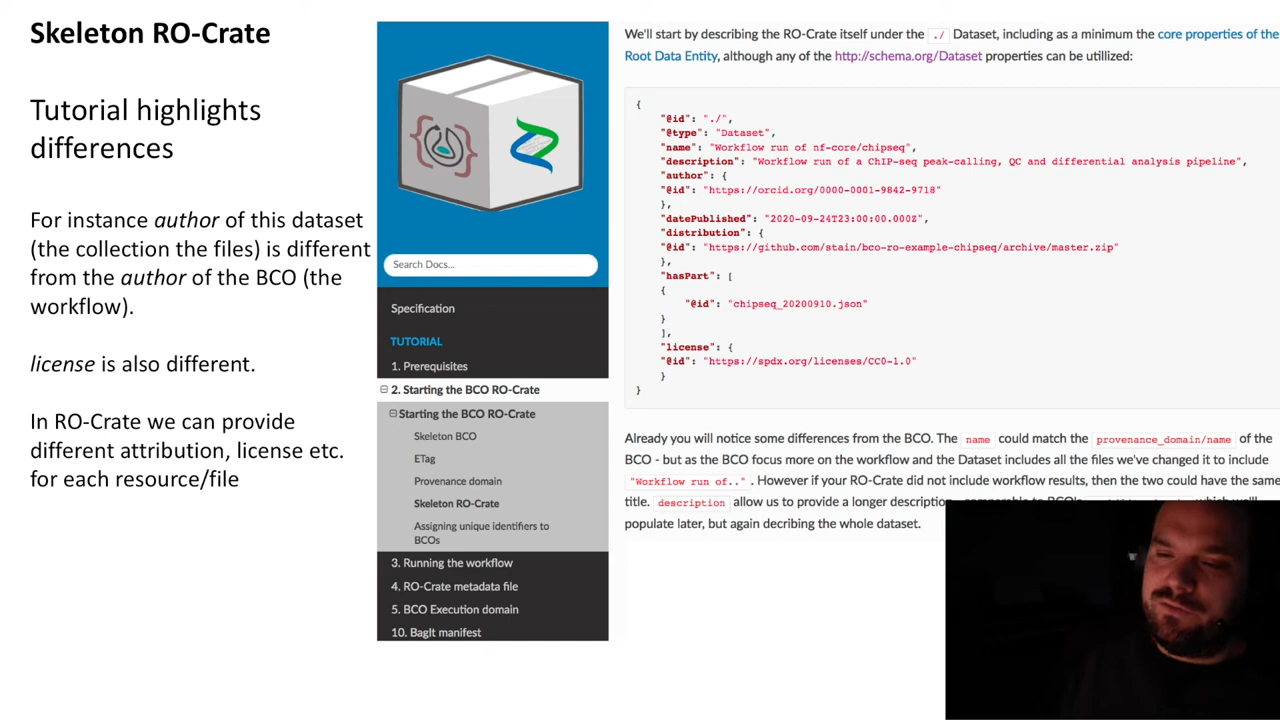 Skeleton RO-Crate
Tutorial highlights
differences
For instance author of this dataset
(the collection the files) is different
from the author of the BCO (the
workflow).
license is also different.
In RO-Crate we can provide
different attribution, license etc.
for each resource/file
Search Docs...
Specification
TUTORIAL
1. Prerequisites
2. Starting the BCO RO-Crate
Starting the BCO RO-Crate
Skeleton BCO
ETag
Provenance domain
Skeleton RO-Crate
Assigning unique identifiers to
BCOs
3. Running the workflow
4. RO-Crate metadata file
5. BCO Execution domain
10. BagIt manifest
We'll start by describing the RO-Crate itself under the ./ Dataset, including as a minimum the core properties of the
Root Data Entity, although any of the http://schema.org/Dataset properties can be utillized:
{
"@id": "./",
"@type": "Dataset",
"name": "Workflow run of nf-core/chipseq",
"description": "Workflow run of a ChIP-seq peak-calling, QC and differential analysis pipeline",
"author": {
"@id": "https://orcid.org/0000-0001-9842-9718"
},
"datePublished": "2020-09-24T23:00:00.000Z",
"distribution": {
"@id": "https://github.com/stain/bco-ro-example-chipseq/archive/master.zip"
},
"hasPart": [
{
"@id": "chipseq_20200910.json"
}
],
"license": {
"@id": "https://spdx.org/licenses/CC0-1.0"
}
}
Already you will notice some differences from the BCO. The name could match the provenance_domain/name of the
BCO - but as the BCO focus more on the workflow and the Dataset includes all the files we've changed it to include
"Workflow run of..". However if your RO-Crate did not include workflow results, then the two could have the same
title. description allow us to provide a longer description
populate later, but again decribing the whole dataset.